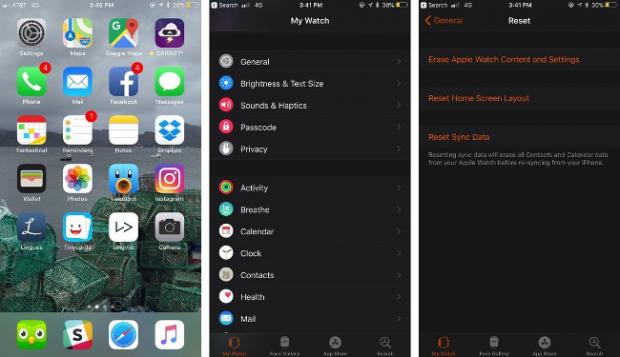 AT&T 4G 3:46 PM 28%
Settings Maps Google Maps CARROT⁵
4 4
Phone Mail Facebook Messages
1
Fantastical Reminders Notes Dropbox
Wallet Photos Tweetbot Instagram
Linguee Tinycards Lingvist Camera
Search 4G 3:41 PM 30%
My Watch
General
Brightness & Text Size
Sounds & Haptics
Passcode
Privacy
Activity
Breathe
Calendar
Clock
Contacts
Health
Mail
My Watch Face Gallery App Store Search
Search 4G 3:41 PM 30%
General Reset
Erase Apple Watch Content and Settings
Reset Home Screen Layout
Reset Sync Data
Resetting sync data will erase all Contacts and Calendar data
from your Apple Watch before re-syncing from your iPhone.
My Watch Face Gallery App Store Search